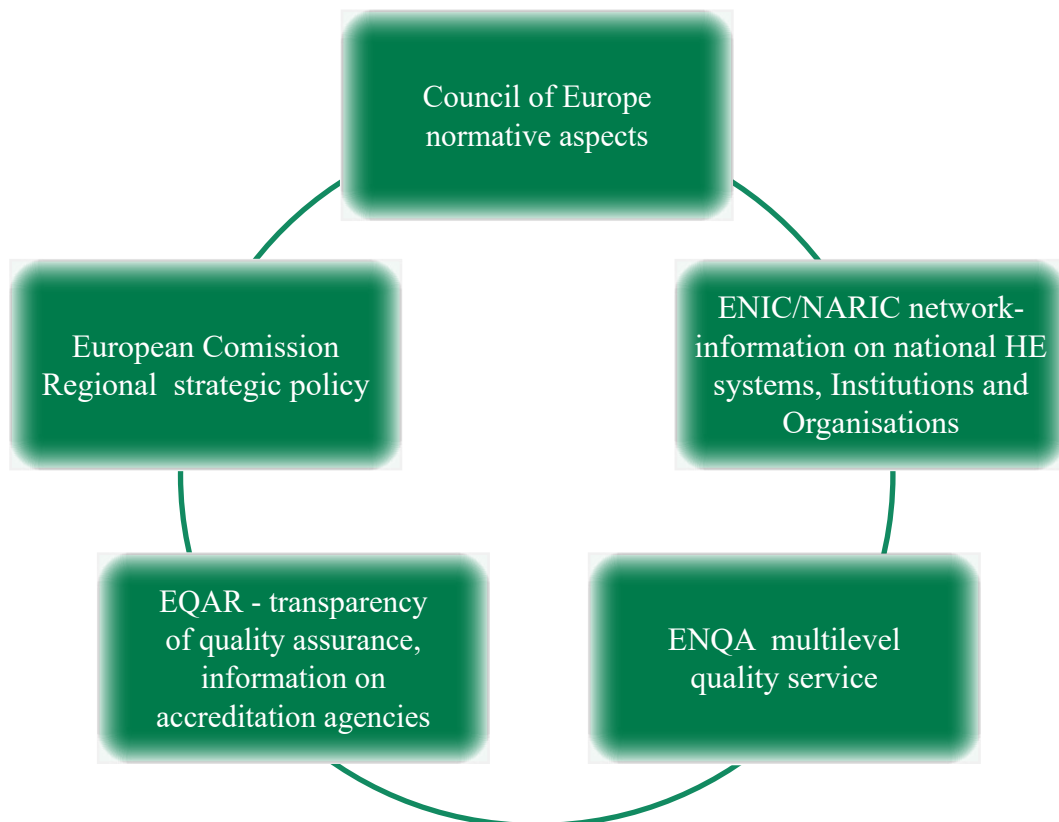 Council of Europe
normative aspects
European Comission
Regional  strategic policy
ENIC/NARIC network-
information on national HE
systems, Institutions and
Organisations
EQAR - transparency
of quality assurance,
information on
accreditation agencies
ENQA  multilevel
quality service